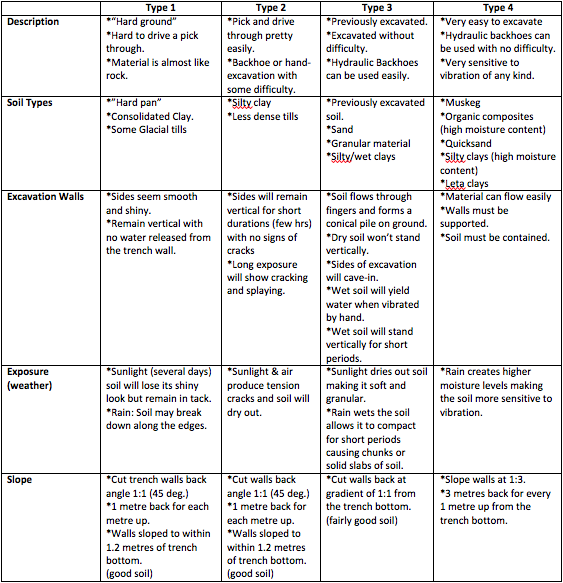 Type 1
Type 2
Type 3
Type 4
Description
*"Hard ground"
*Hard to drive a pick
through.
*Material is almost like
rock.
*Pick and drive
through pretty
easily.
*Backhoe or hand-
excavation with
some difficulty.
*Previously excavated.
*Excavated without
difficulty.
*Hydraulic Backhoes
can be used easily.
*Very easy to excavate
*Hydraulic backhoes can
be used with no difficulty.
*Very sensitive to
vibration of any kind.
Soil Types
*"Hard pan"
*Consolidated Clay.
*Some Glacial tills
*Silty clay
*Less dense tills
*Previously excavated
soil.
*Sand
*Granular material
*Silty/wet clays
*Muskeg
*Organic composites
(high moisture content)
*Quicksand
*Silty clays (high moisture
content)
*Leta clays
Excavation Walls
*Sides seem smooth
and shiny.
*Remain vertical with
no water released from
the trench wall.
*Sides will remain
vertical for short
durations (few hrs)
with no signs of
cracks
*Long exposure
will show cracking
and splaying.
*Soil flows through
fingers and forms a
conical pile on ground.
*Dry soil won't stand
vertically.
*Sides of excavation
will cave-in.
*Wet soil will yield
water when vibrated
by hand.
*Wet soil will stand
vertically for short
periods.
*Material can flow easily
*Walls must be
supported.
*Soil must be contained.
Exposure
(weather)
*Sunlight (several days)
soil will lose its shiny
look but remain in tack.
*Rain: Soil may break
down along the edges.
*Sunlight & air
produce tension
cracks and soil will
dry out.
*Sunlight dries out soil
making it soft and
granular.
*Rain wets the soil
allows it to compact
for short periods
causing chunks or
solid slabs of soil.
*Rain creates higher
moisture levels making
the soil more sensitive to
vibration.
Slope
*Cut trench walls back
angle 1:1 (45 deg.)
*1 metre back for each
metre up.
*Walls sloped to within
1.2 metres of trench
bottom.
(good soil)
*Cut walls back
angle 1:1 (45 deg.)
*1 metre back for
each metre up.
*Walls sloped to
within 1.2 metres
of trench bottom.
(good soil)
*Cut walls back at
gradient of 1:1 from
the trench bottom.
(fairly good soil)
*Slope walls at 1:3.
*3 metres back for every
1 metre up from the
trench bottom.